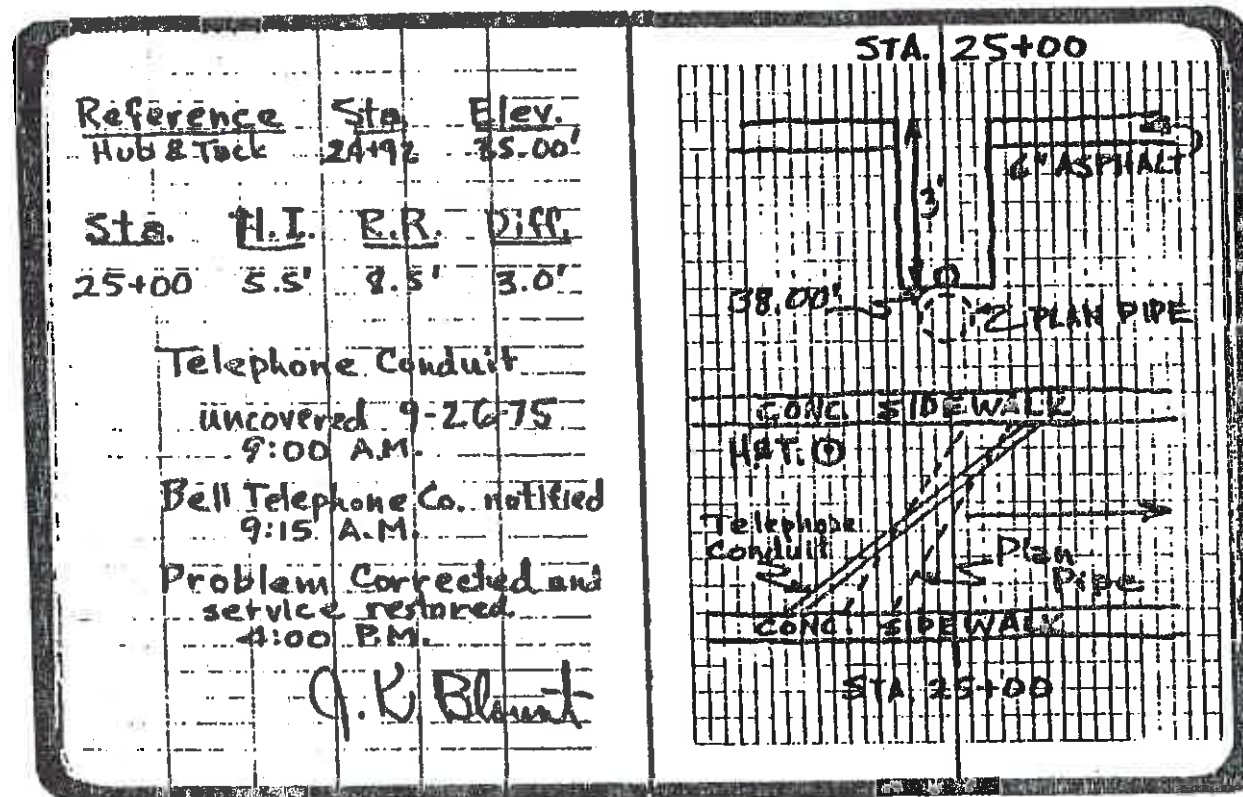 Reference Sta. Elev.
Hub & Tack 24+92 35.00'
Sta. H.I. R.R. Diff.
25+00 5.5' 8.5' 3.0'
Telephone Conduit
uncovered 9-26-75
9:00 A.M.
Bell Telephone Co. notified
9:15 A.M.
Problem Corrected and
service restored.
4:00 P.M.
J. K. Blount
STA. 25+00
6" ASPHALT
3'
38.00'
PLAN PIPE
CONC. SIDEWALK
H&T.
Telephone
Conduit
Plan
Pipe
CONC. SIDEWALK
STA 25+00